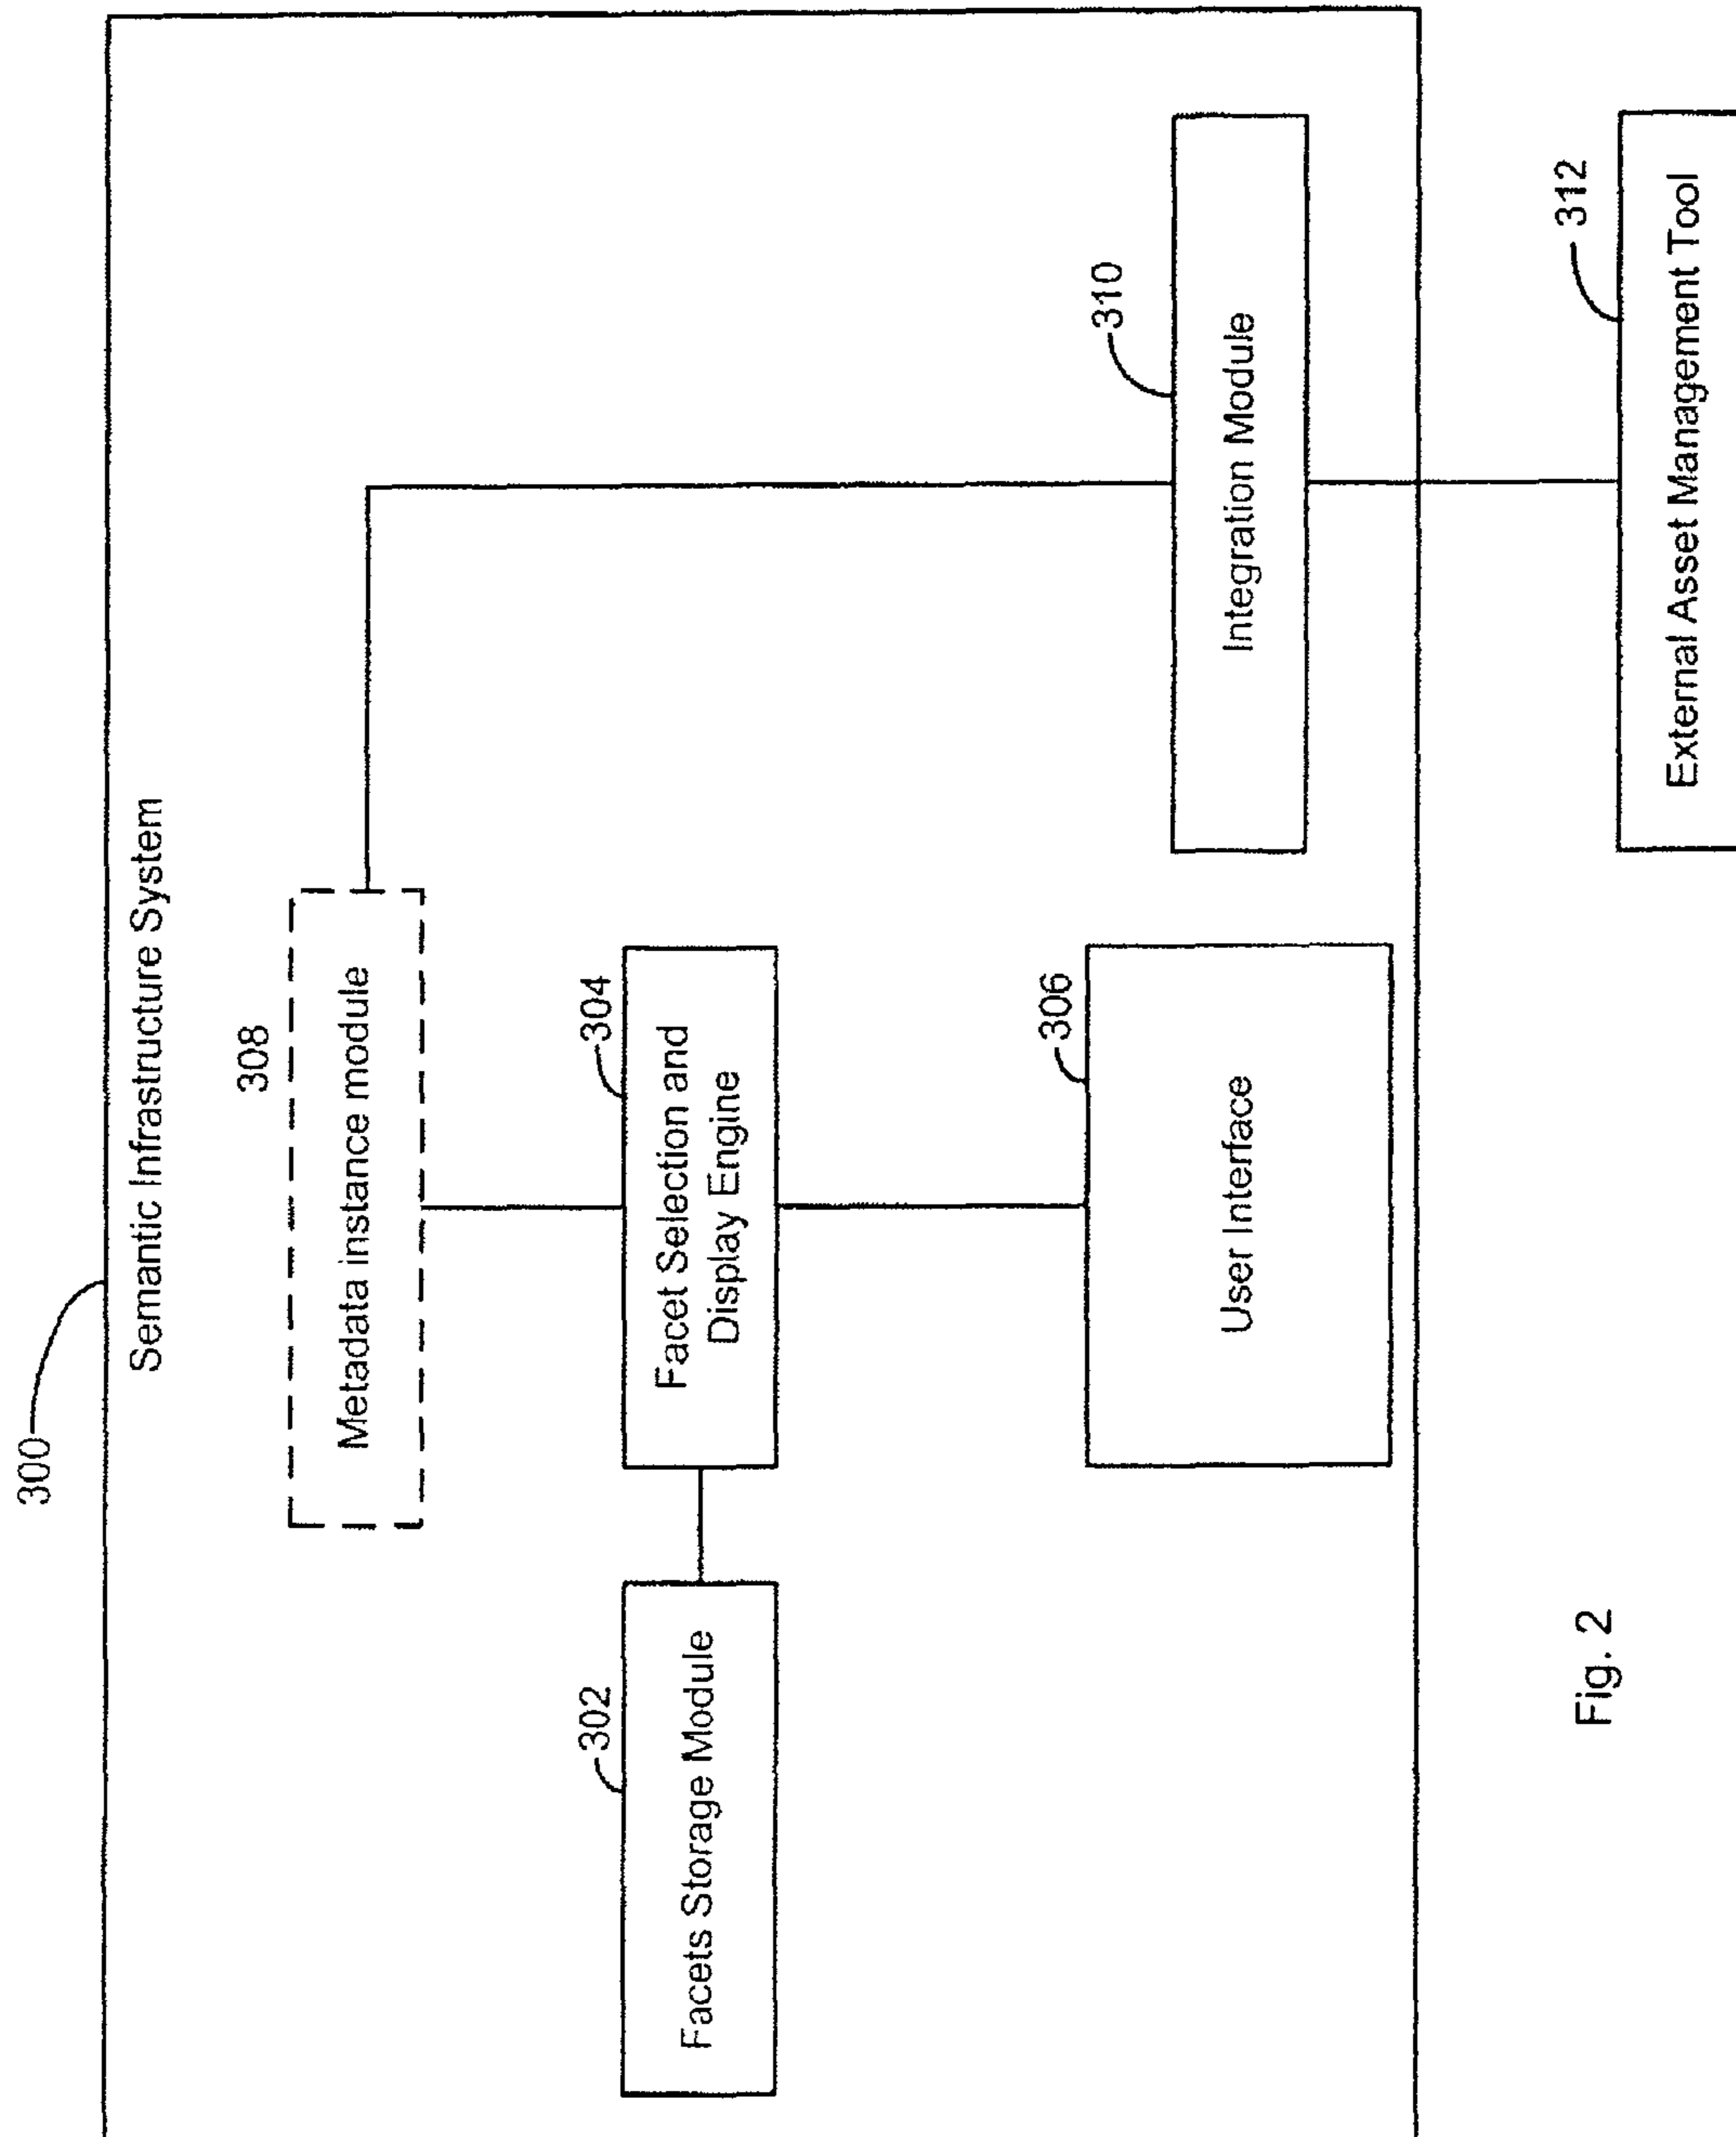 300
Semantic Infrastructure System
308
Metadata instance module
302
Facets Storage Module
304
Facet Selection and
Display Engine
306
User Interface
310
Integration Module
312
External Asset Management Tool
Fig. 2